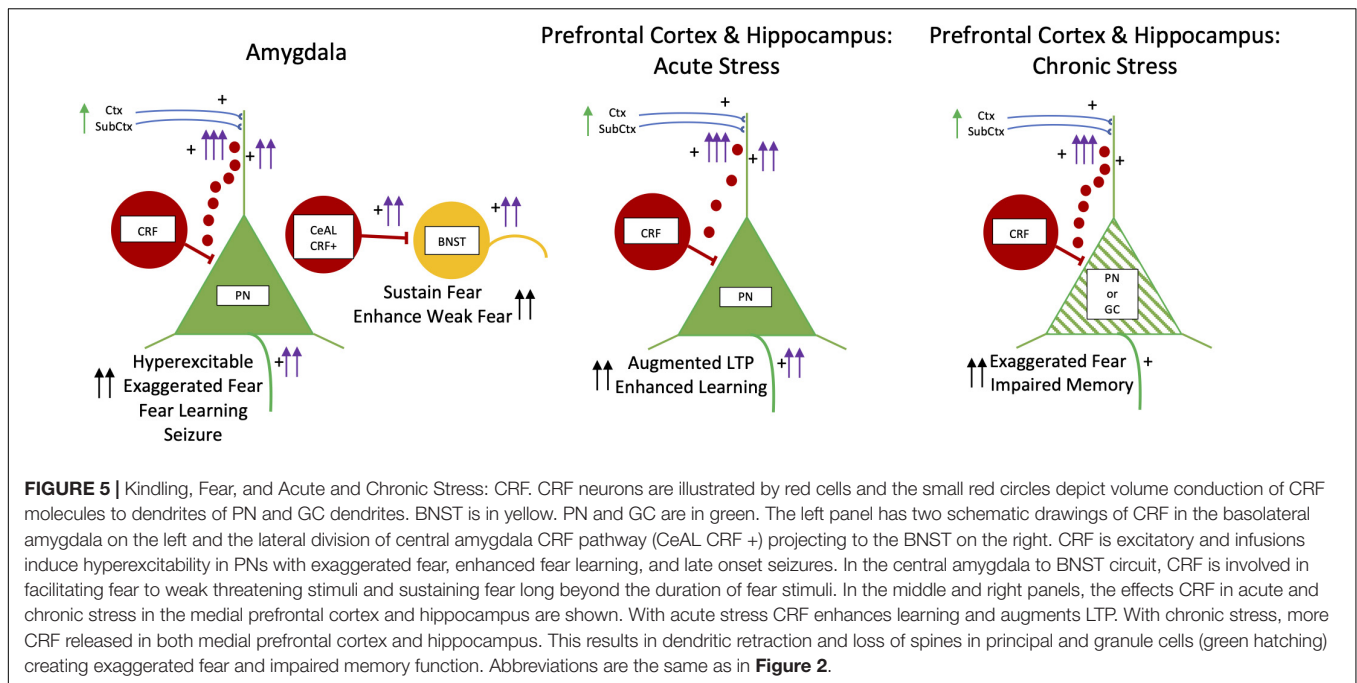 Amygdala
Ctx
SubCtx
+
+
+
CRF
PN
CeAL
CRF+
+
BNST
+
Sustain Fear
Enhance Weak Fear
Hyperexcitable
Exaggerated Fear
Fear Learning
Seizure
+
Prefrontal Cortex & Hippocampus:
Acute Stress
Ctx
SubCtx
+
+
+
CRF
PN
Augmented LTP
Enhanced Learning
+
Prefrontal Cortex & Hippocampus:
Chronic Stress
Ctx
SubCtx
+
+
+
CRF
PN
or
GC
Exaggerated Fear
Impaired Memory
+
FIGURE 5 | Kindling, Fear, and Acute and Chronic Stress: CRF. CRF neurons are illustrated by red cells and the small red circles depict volume conduction of CRF
molecules to dendrites of PN and GC dendrites. BNST is in yellow. PN and GC are in green. The left panel has two schematic drawings of CRF in the basolateral
amygdala on the left and the lateral division of central amygdala CRF pathway (CeAL CRF +) projecting to the BNST on the right. CRF is excitatory and infusions
induce hyperexcitability in PNs with exaggerated fear, enhanced fear learning, and late onset seizures. In the central amygdala to BNST circuit, CRF is involved in
facilitating fear to weak threatening stimuli and sustaining fear long beyond the duration of fear stimuli. In the middle and right panels, the effects CRF in acute and
chronic stress in the medial prefrontal cortex and hippocampus are shown. With acute stress CRF enhances learning and augments LTP. With chronic stress, more
CRF released in both medial prefrontal cortex and hippocampus. This results in dendritic retraction and loss of spines in principal and granule cells (green hatching)
creating exaggerated fear and impaired memory function. Abbreviations are the same as in Figure 2.